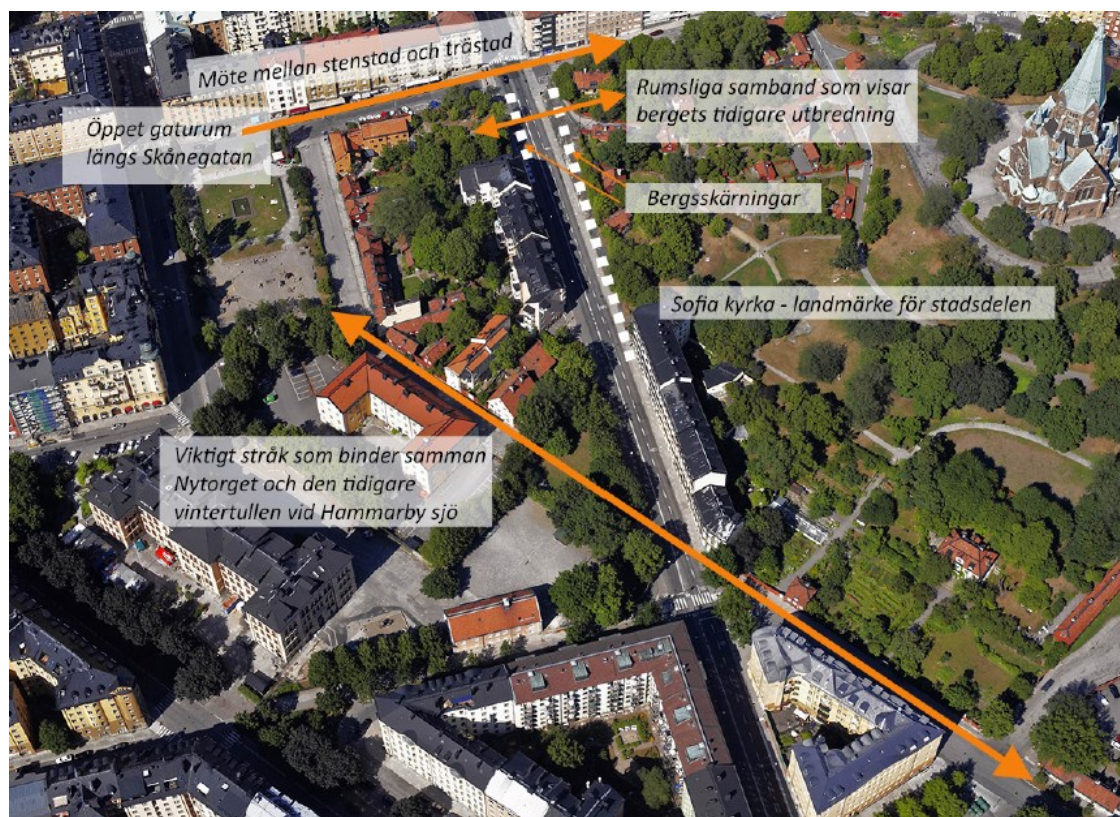 Möte mellan stenstad och trästad
Öppet gaturum
längs Skånegatan
Rumsliga samband som visar
bergets tidigare utbredning
Bergsskärningar
Sofia kyrka - landmärke för stadsdelen
Viktigt stråk som binder samman
Nytorget och den tidigare
vintertullen vid Hammarby sjö